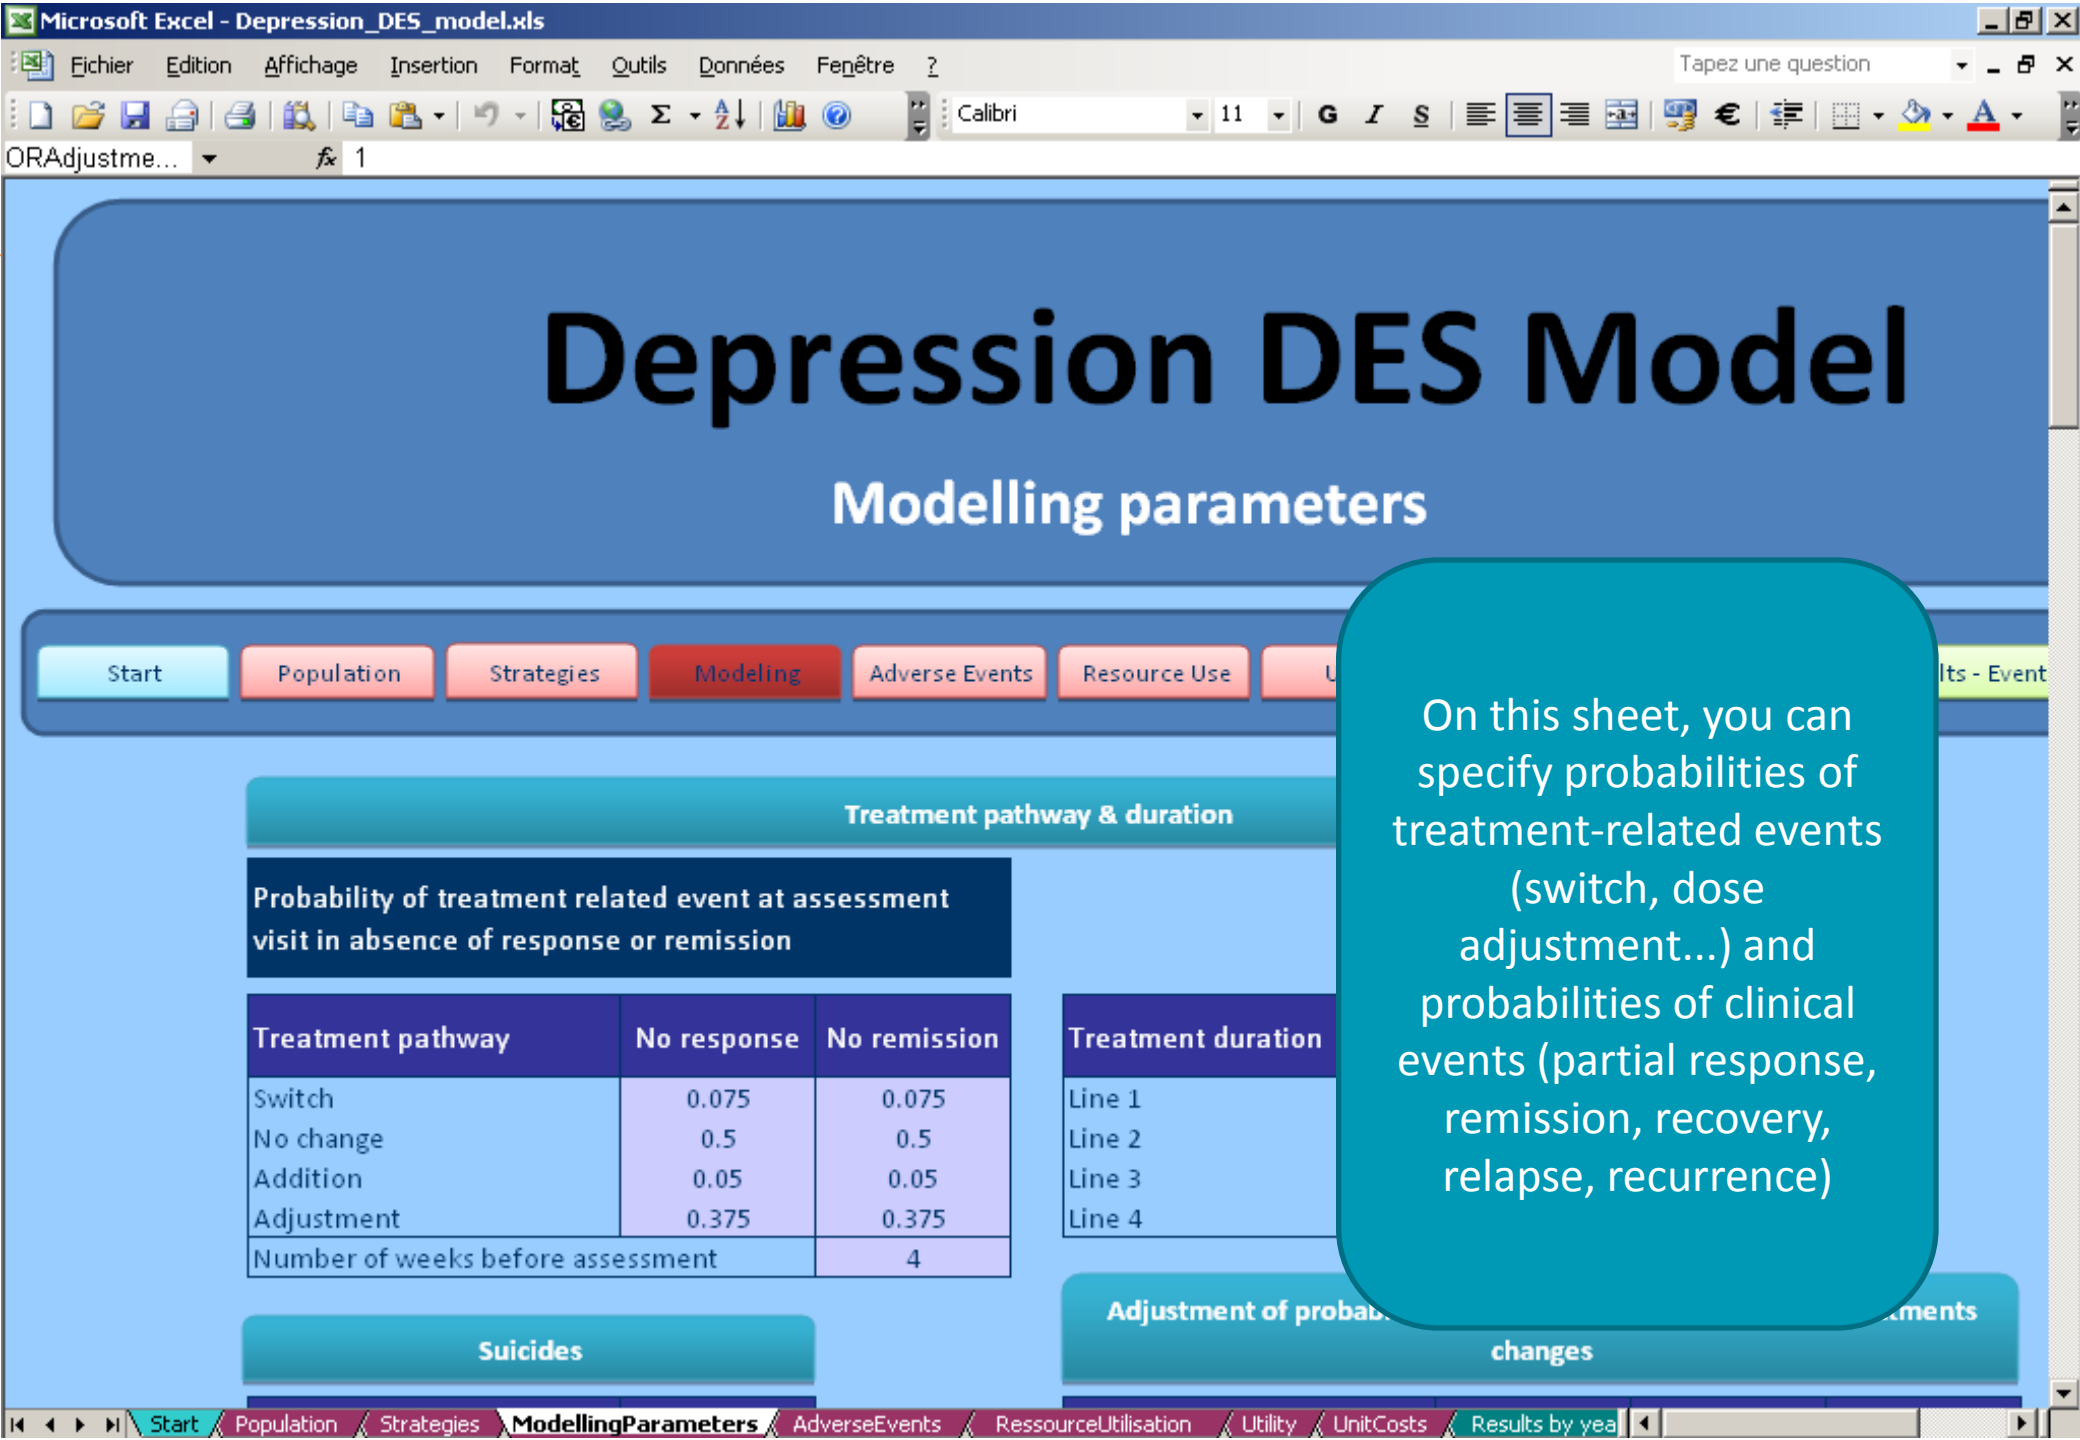 Microsoft Excel - Depression_DES_model.xls
Fichier Edition Affichage Insertion Format Outils Données Fenêtre ? Tapez une question
Calibri 11 G I S
ORAdjustme... fx 1
Depression DES Model
Modelling parameters
Start Population Strategies Modeling Adverse Events Resource Use U lts - Event
On this sheet, you can
specify probabilities of
treatment-related events
(switch, dose
adjustment...) and
probabilities of clinical
events (partial response,
remission, recovery,
relapse, recurrence)
Treatment pathway & duration
Probability of treatment related event at assessment
visit in absence of response or remission
Treatment pathway No response No remission
Switch 0.075 0.075
No change 0.5 0.5
Addition 0.05 0.05
Adjustment 0.375 0.375
Number of weeks before assessment 4
Treatment duration
Line 1
Line 2
Line 3
Line 4
Suicides
Adjustment of probab tments
changes
Start Population Strategies ModellingParameters AdverseEvents RessourceUtilisation Utility UnitCosts Results by yea